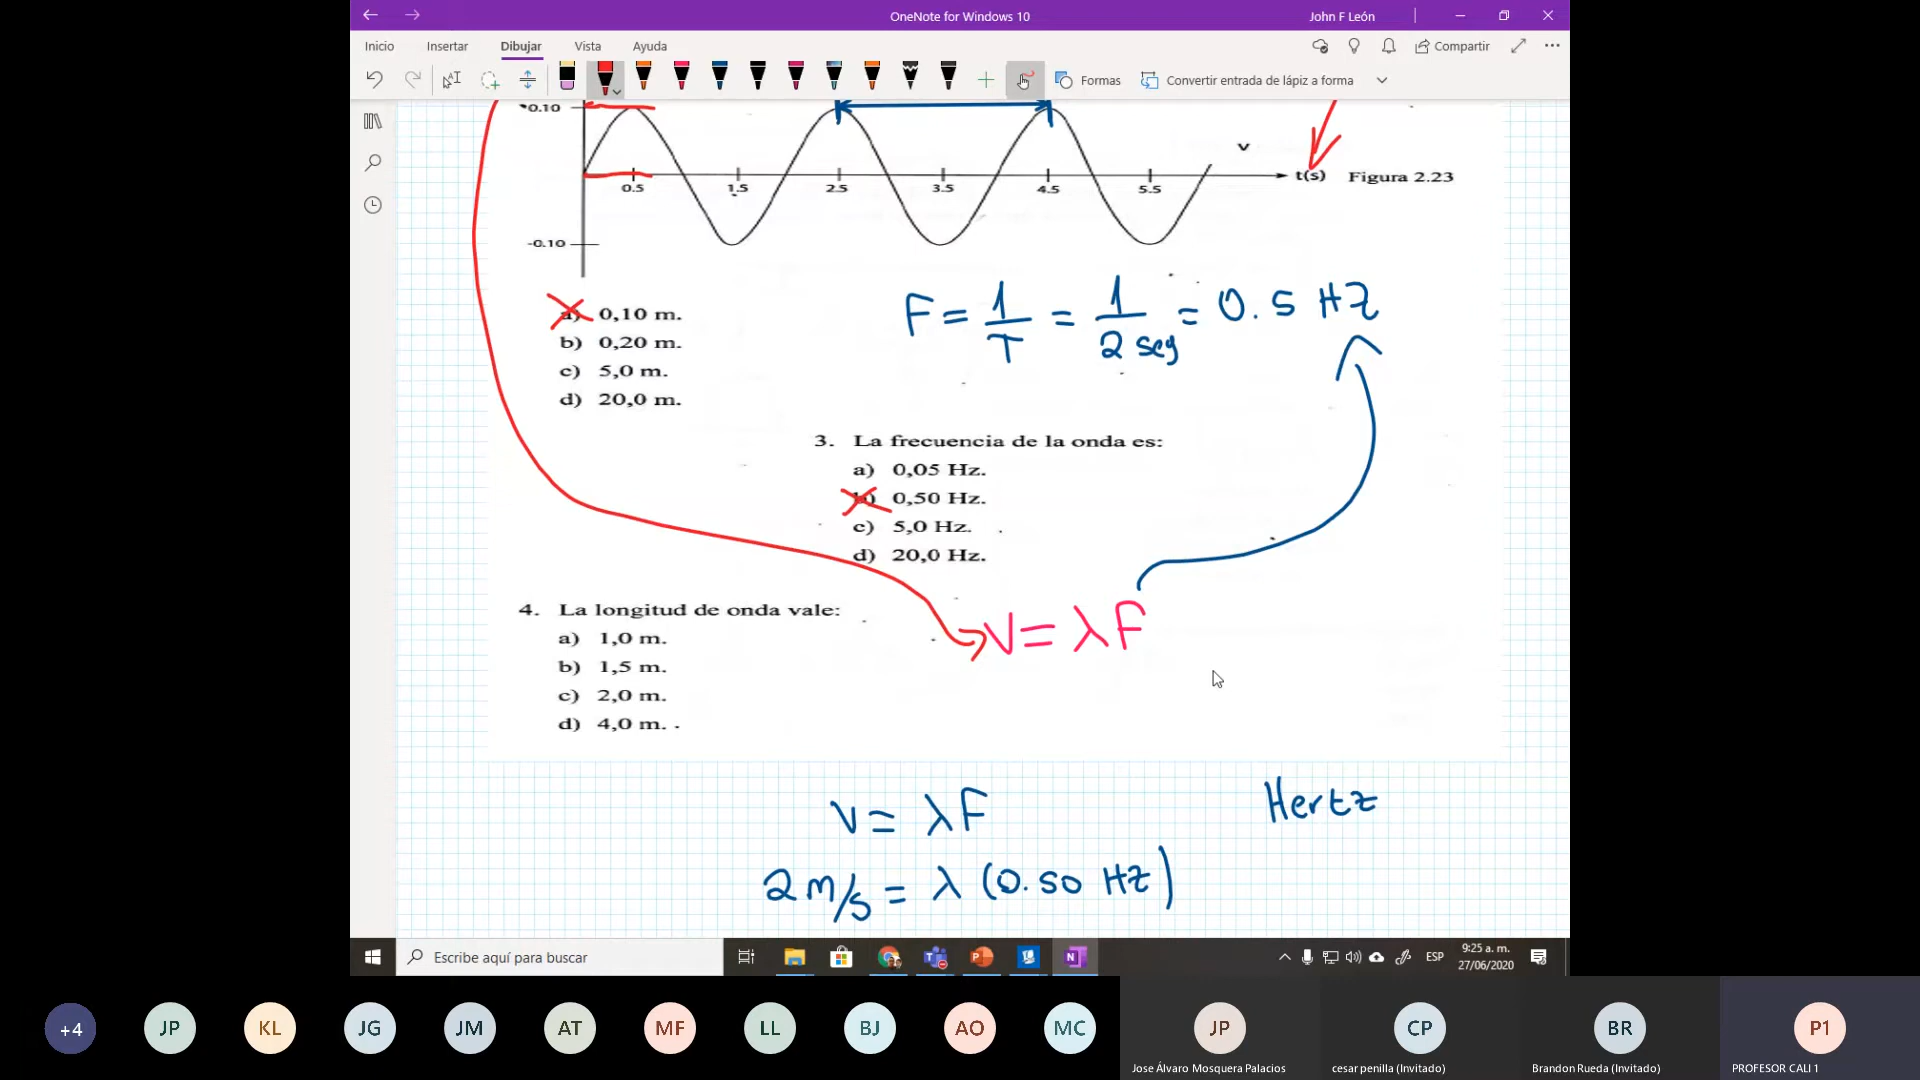 OneNote for Windows 10
John F León
Inicio Insertar Dibujar Vista Ayuda
Compartir
Formas
Convertir entrada de lápiz a forma
0.10
v
0.5 1.5 2.5 3.5 4.5 5.5
t(s) Figura 2.23
-0.10
F = 1/T = 1/2 seg = 0.5 HZ
a) 0,10 m.
b) 0,20 m.
c) 5,0 m.
d) 20,0 m.
3. La frecuencia de la onda es:
a) 0,05 Hz.
b) 0,50 Hz.
c) 5,0 Hz.
d) 20,0 Hz.
V = λF
4. La longitud de onda vale:
a) 1,0 m.
b) 1,5 m.
c) 2,0 m.
d) 4,0 m.
V = λF
Hertz
2 m/s = λ (0.50 HZ)
Escribe aquí para buscar
ESP
9:25 a. m.
27/06/2020
+4 JP KL JG JM AT MF LL BJ AO MC JP CP BR P1
Jose Álvaro Mosquera Palacios
cesar penilla (Invitado)
Brandon Rueda (Invitado)
PROFESOR CALI 1